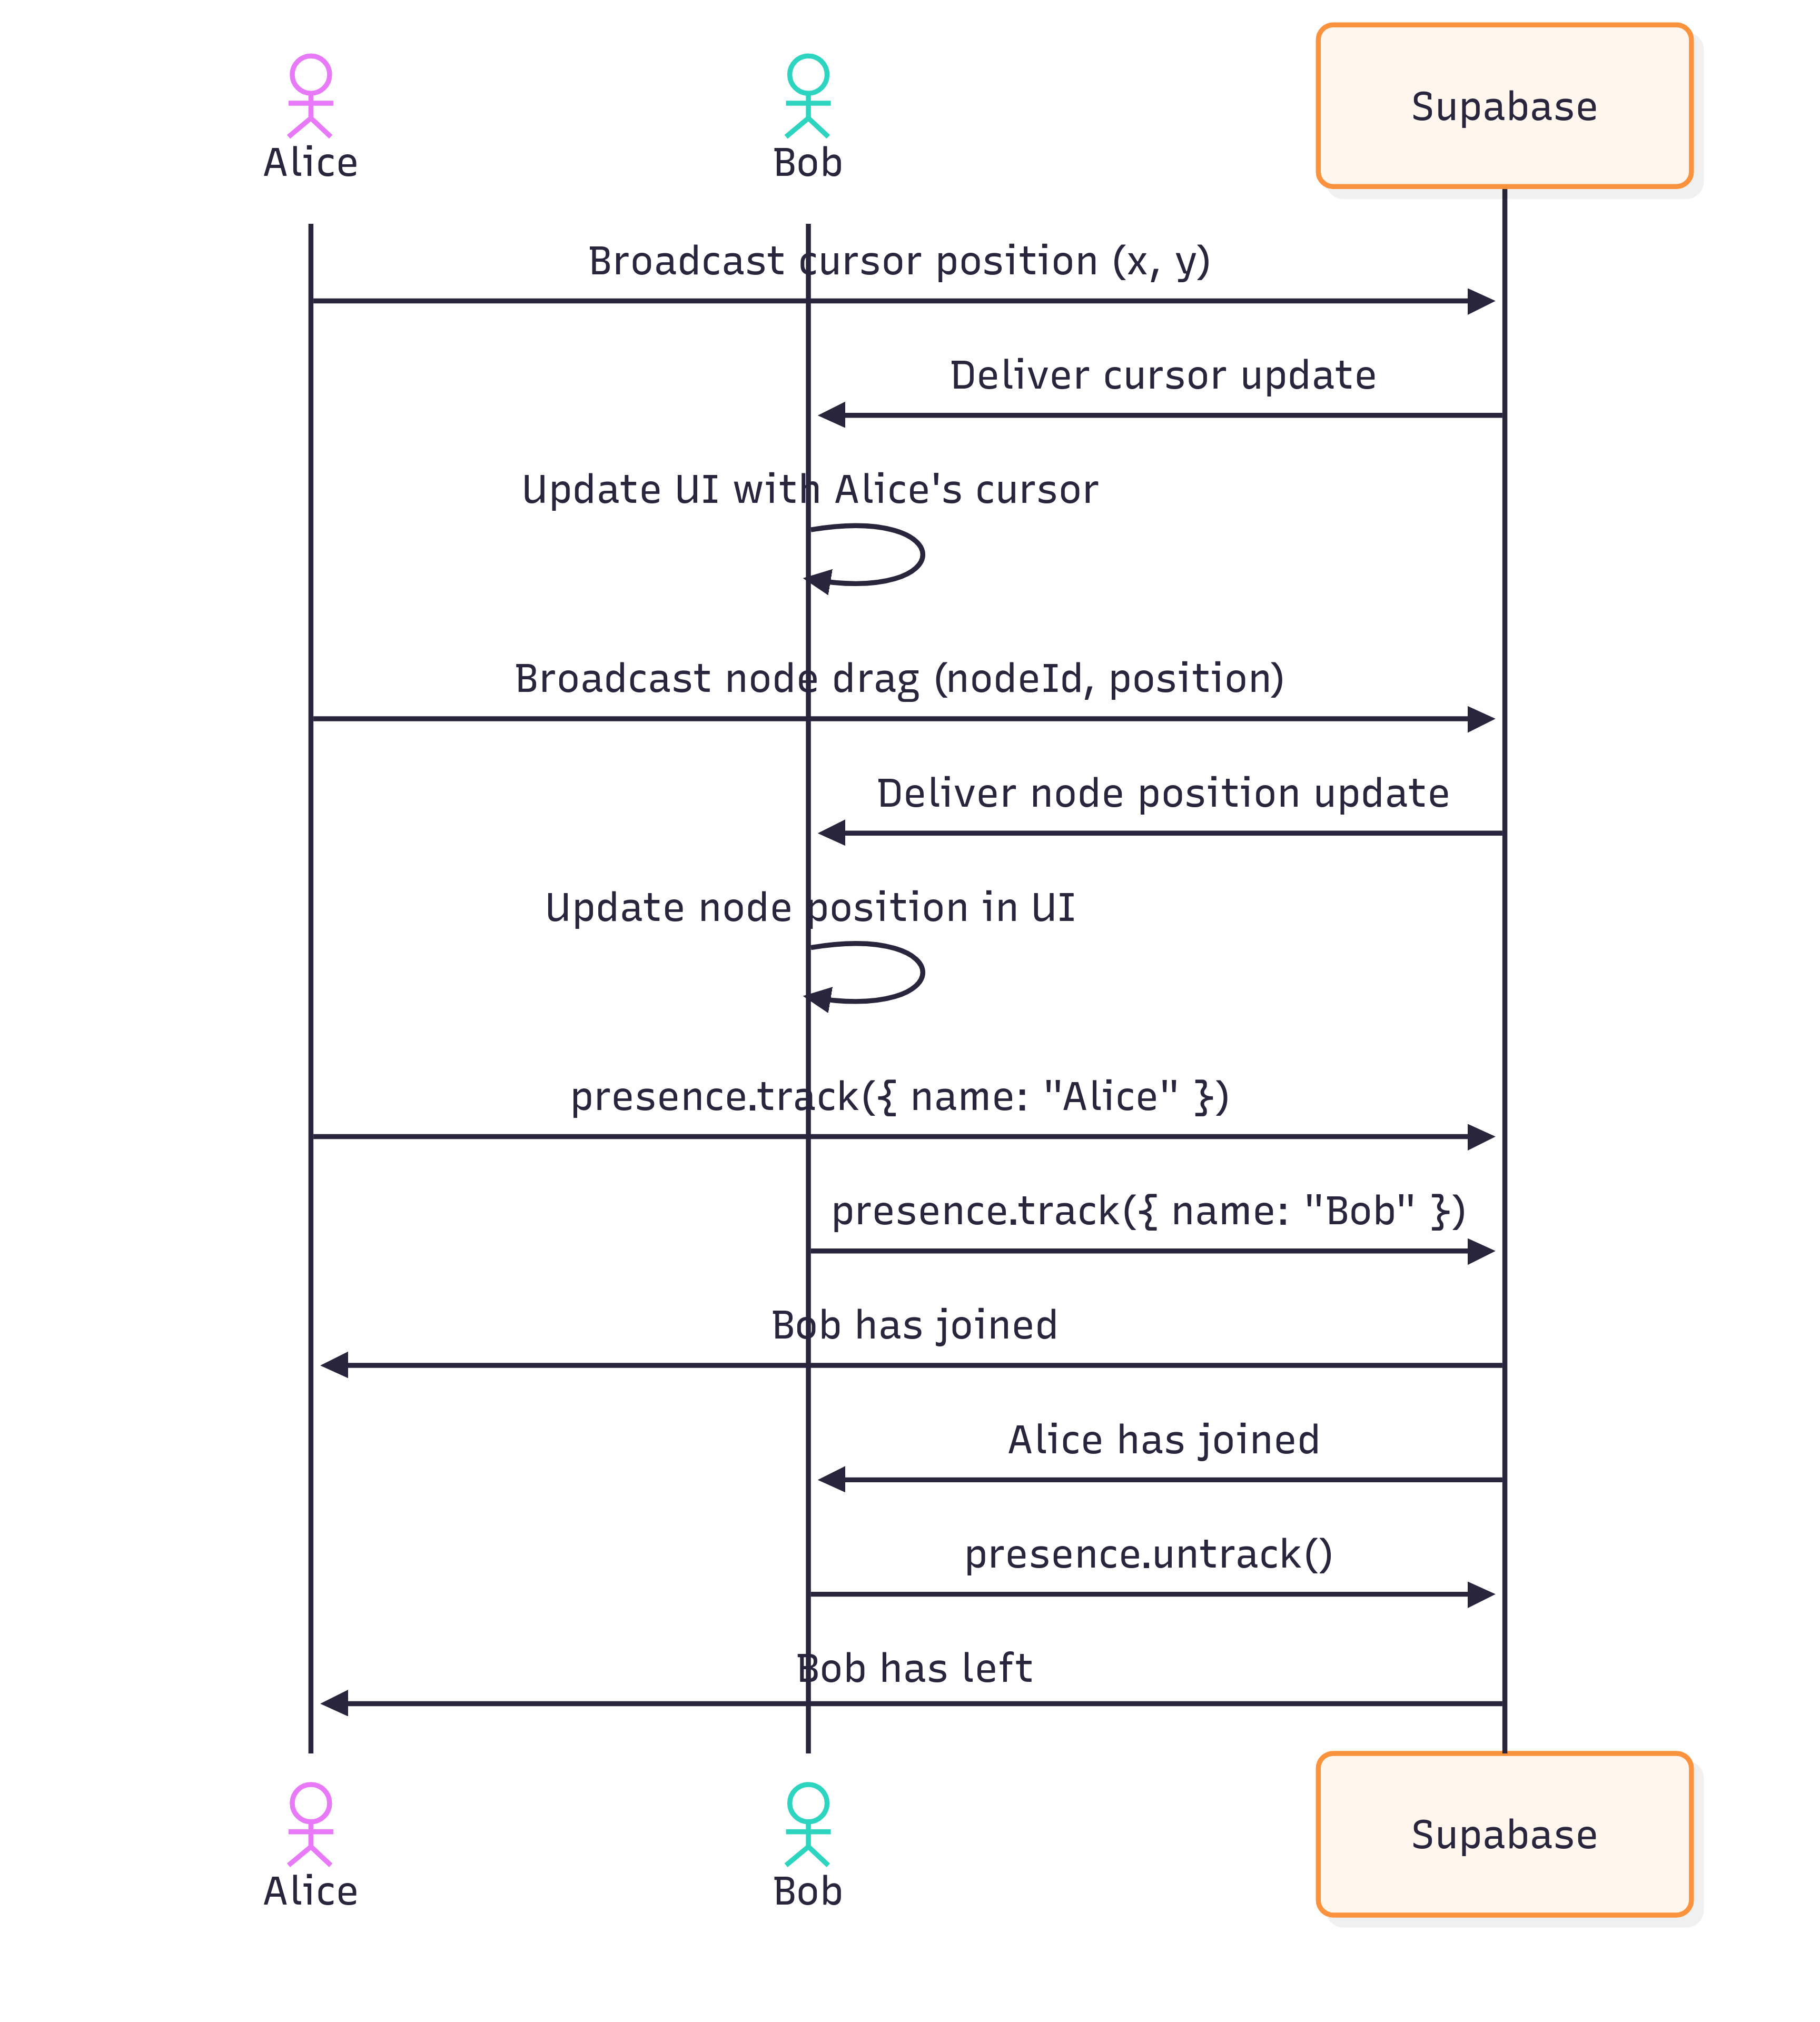 Alice
Bob
Supabase
Broadcast cursor position (x, y)
Deliver cursor update
Update UI with Alice's cursor
Broadcast node drag (nodeId, position)
Deliver node position update
Update node position in UI
presence.track({ name: "Alice" })
presence.track({ name: "Bob" })
Bob has joined
Alice has joined
presence.untrack()
Bob has left
Alice
Bob
Supabase